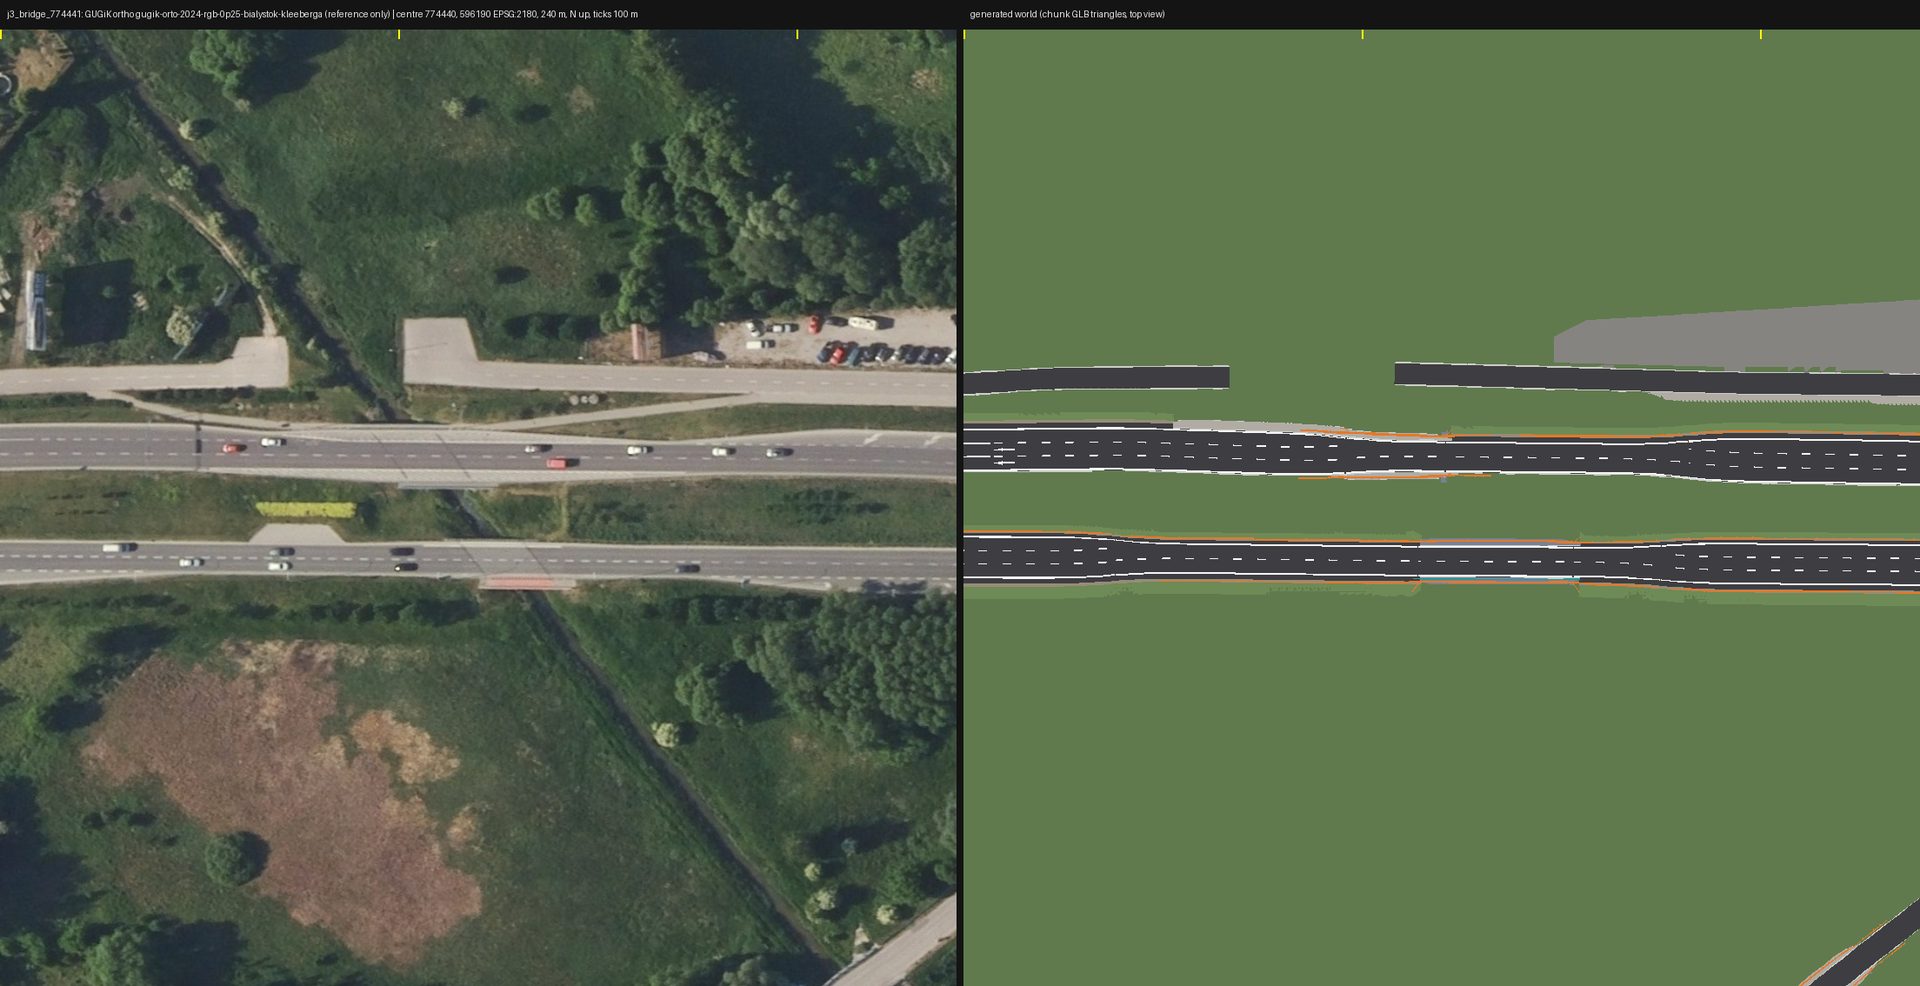 j3_bridge_774441: GUGiK ortho gugik-orto-2024-rgb-0p25-bialystok-kleeberga (reference only) | centre 774440, 596190 EPSG:2180, 240 m, N up, ticks 100 m
generated world (chunk GLB triangles, top view)